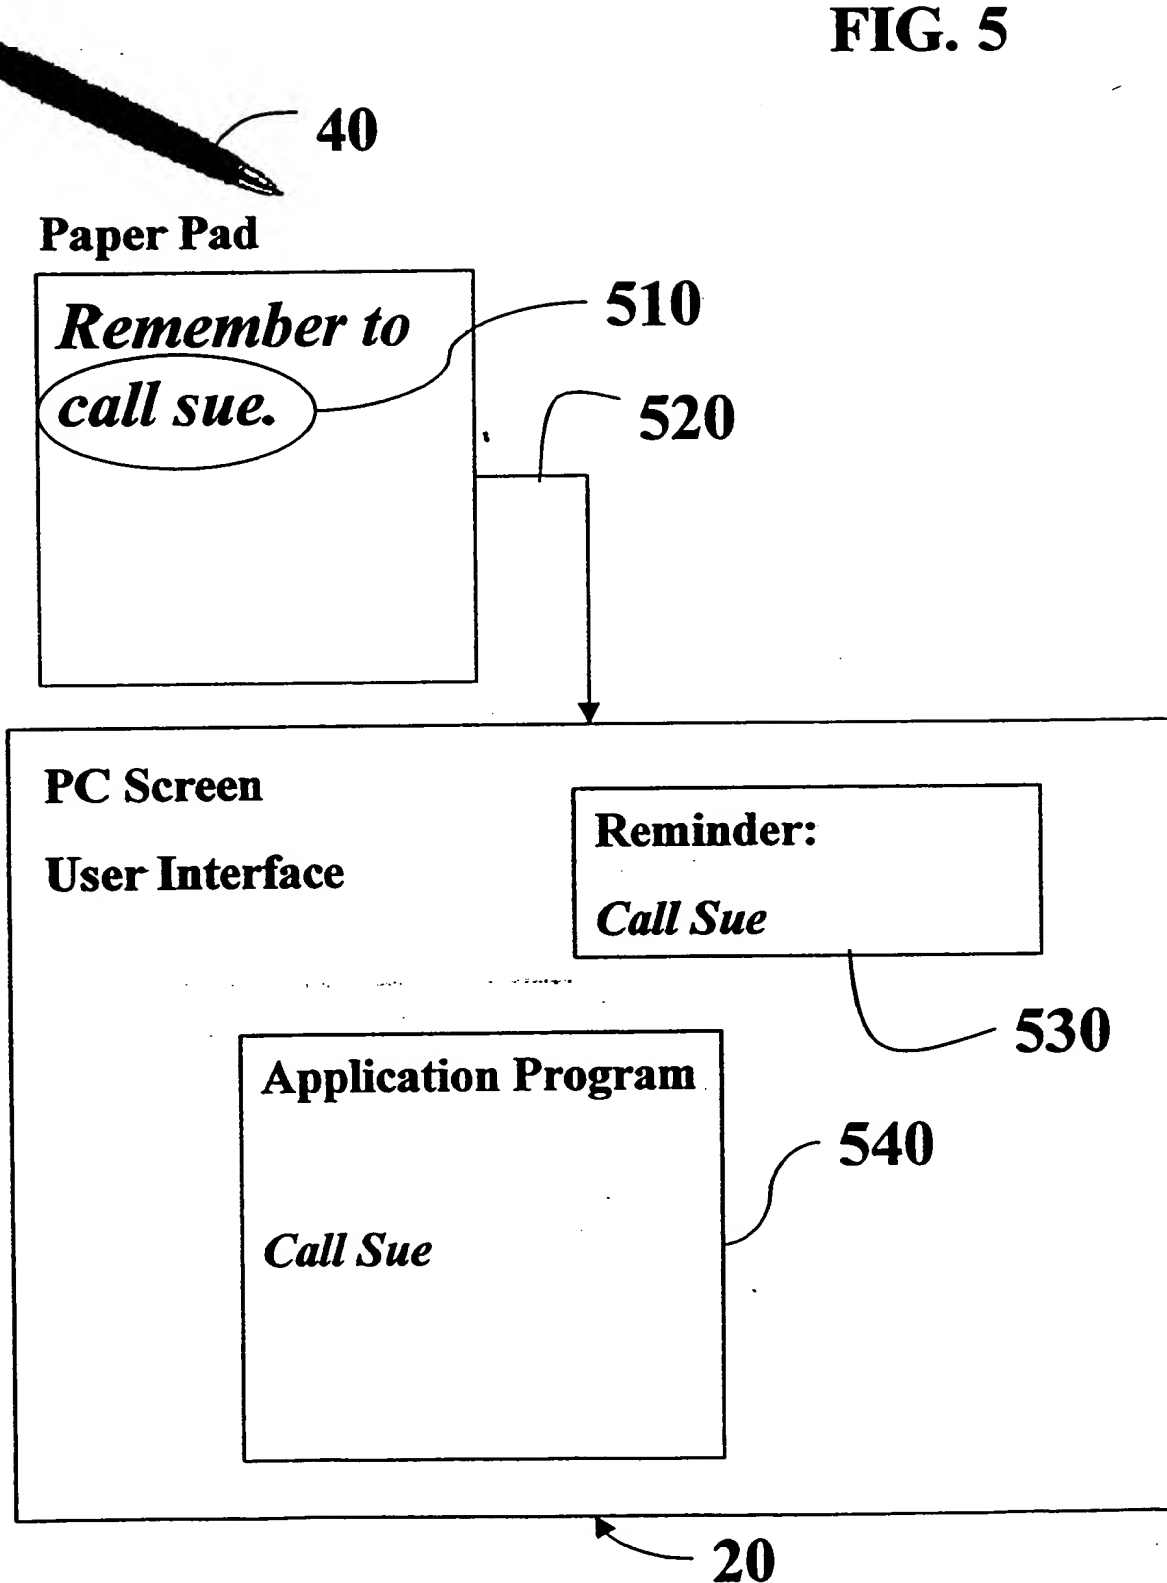 FIG. 5
40
Paper Pad
Remember to
510
call sue.
520
PC Screen
Reminder:
User Interface
Call Sue
530
Application Program
540
Call Sue
20